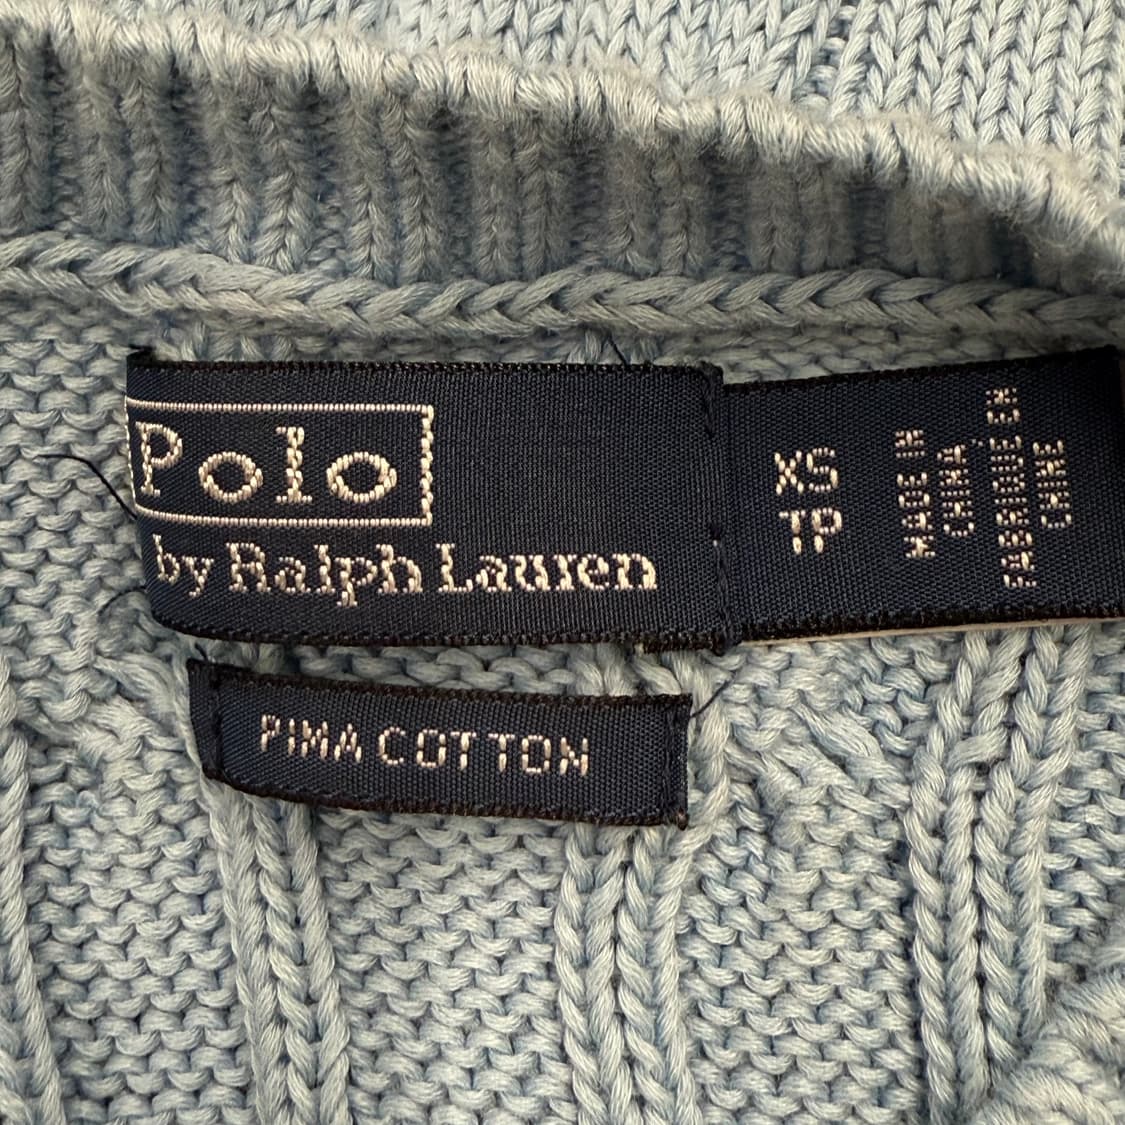 Polo
by Ralph Lauren
XS
TP
MADE IN
CHINA
FABRIQUE EN
CHINE
PIMA COTTON